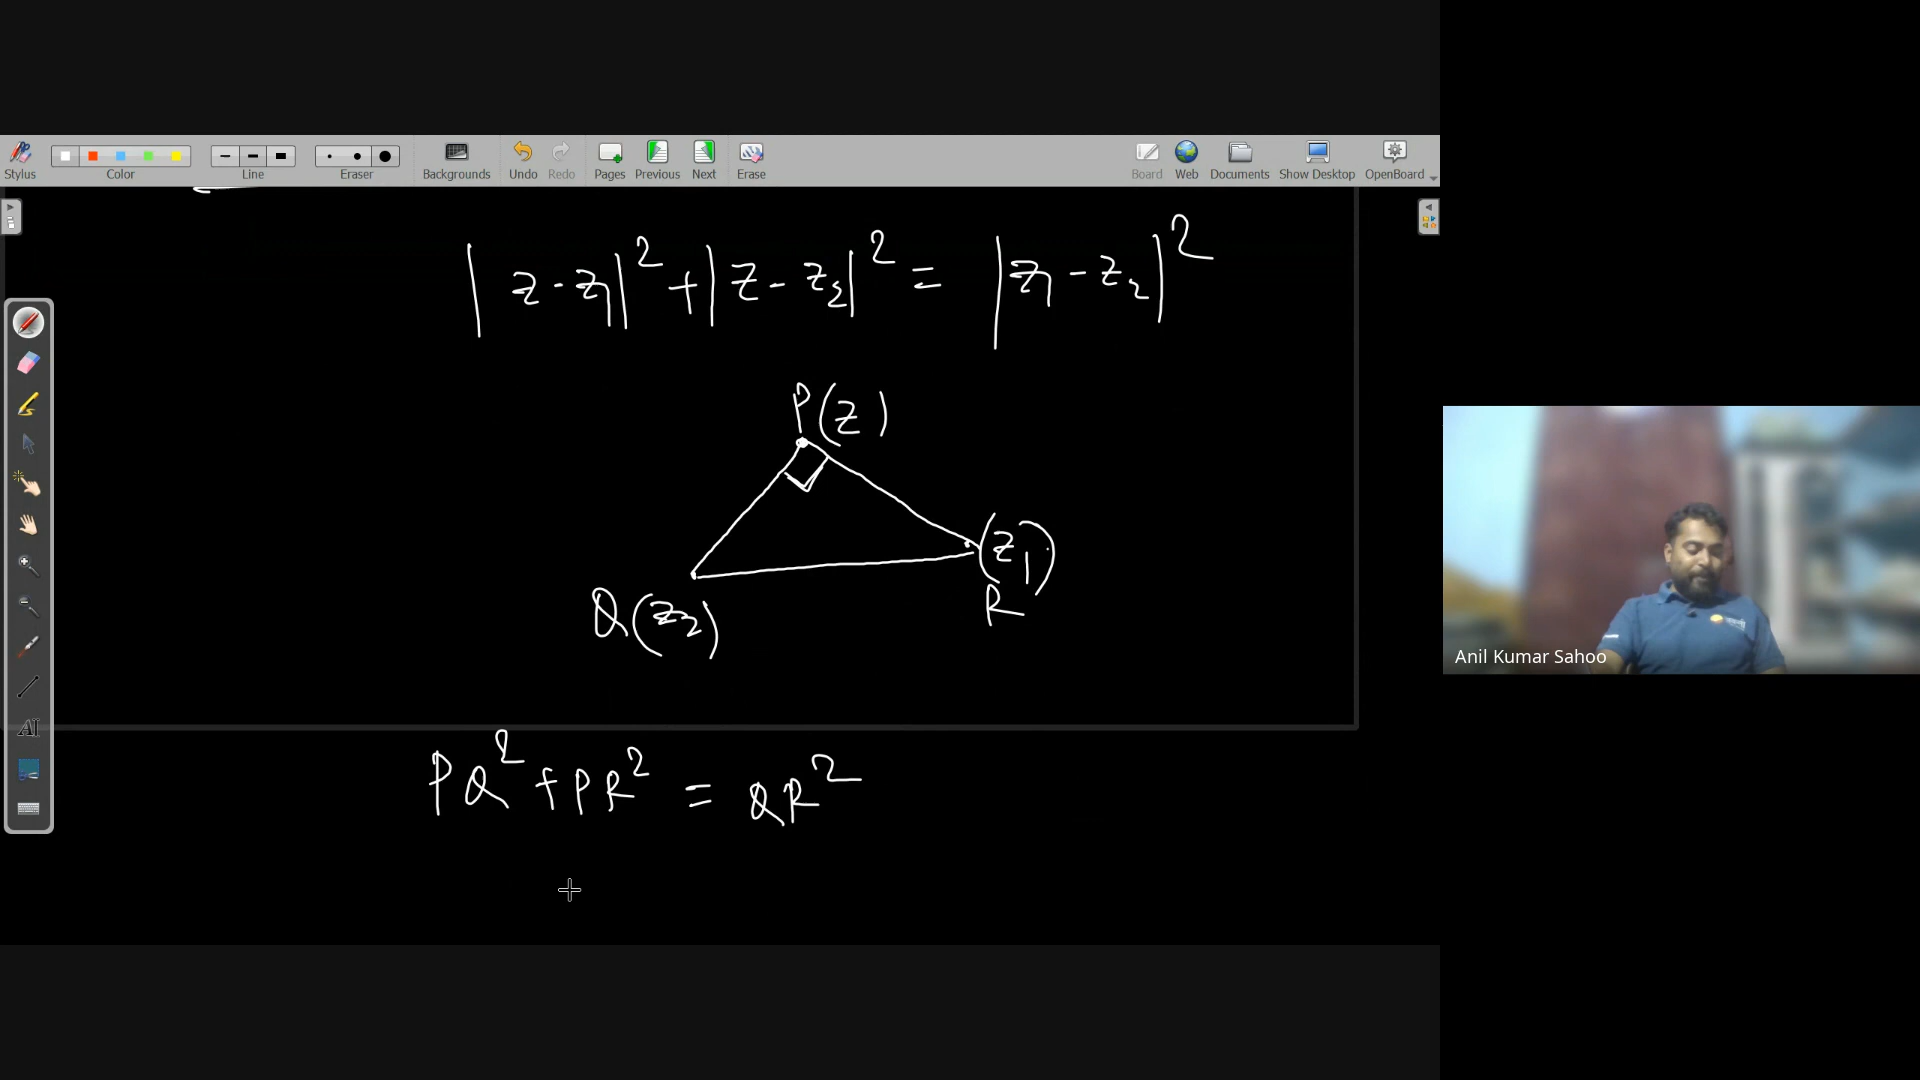 Stylus Color Line Eraser Backgrounds Undo Redo Pages Previous Next Erase Board Web Documents Show Desktop OpenBoard
|z - z₁|² + |z - z₂|² = |z₁ - z₂|²
P(z)
(z₁)
R
Q(z₂)
PQ² + PR² = QR²
AI
Anil Kumar Sahoo